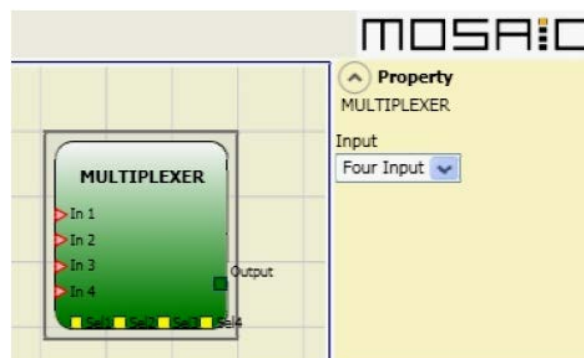 MOSAIC
Property
MULTIPLEXER
Input
Four Input
MULTIPLEXER
In 1
In 2
In 3
In 4
Output
Sel1 Sel2 Sel3 Sel4